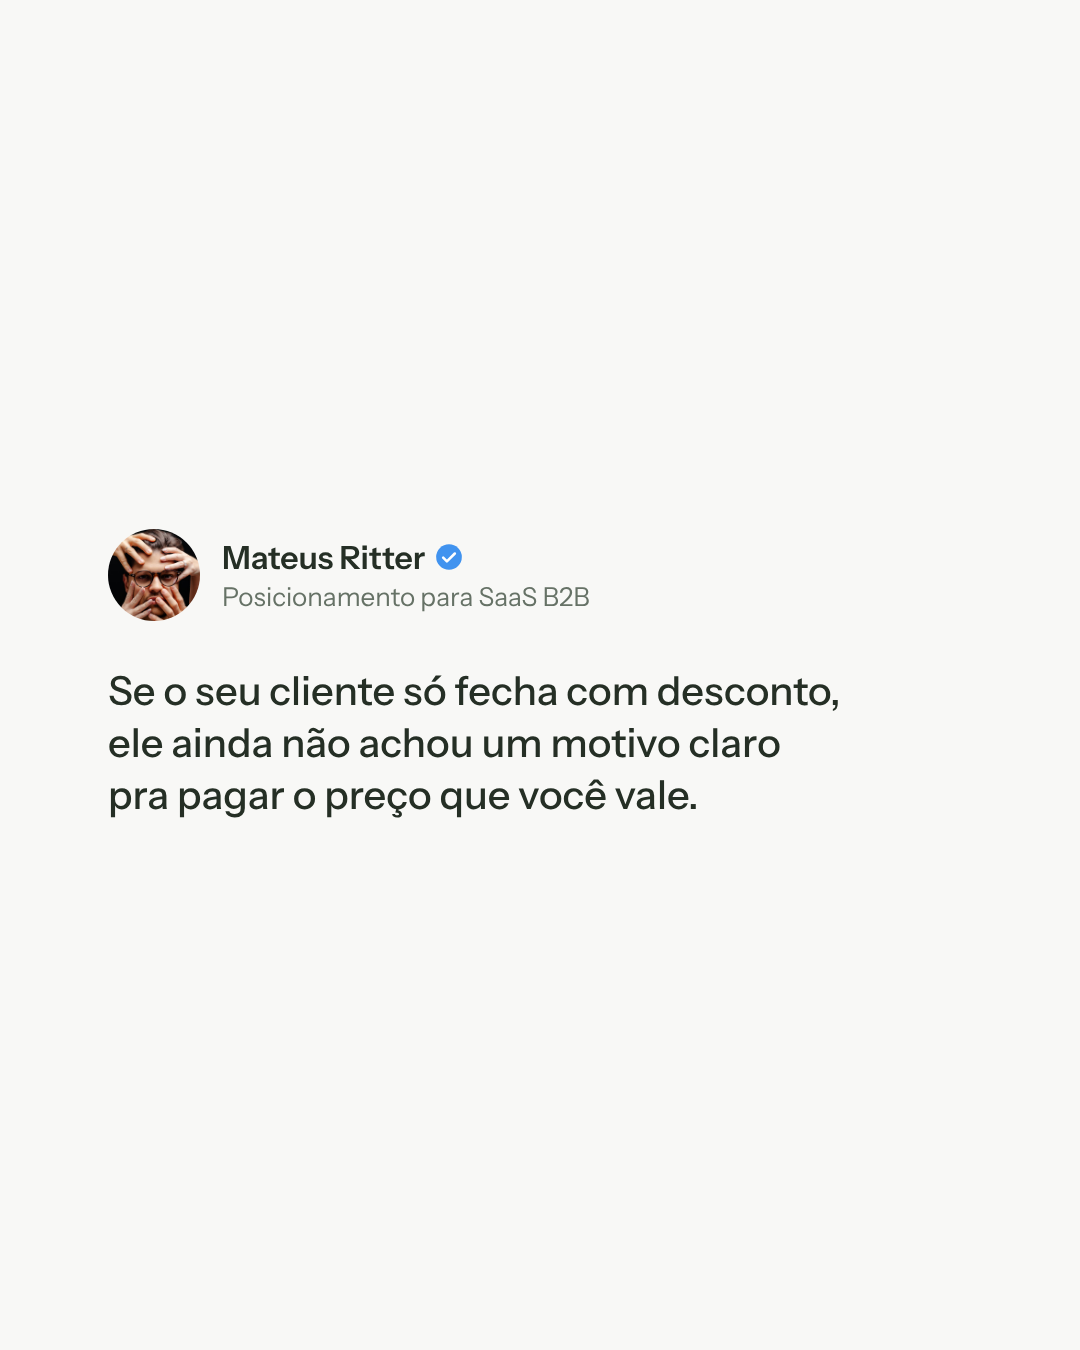 Mateus Ritter
Posicionamento para SaaS B2B
Se o seu cliente só fecha com desconto,
ele ainda não achou um motivo claro
pra pagar o preço que você vale.